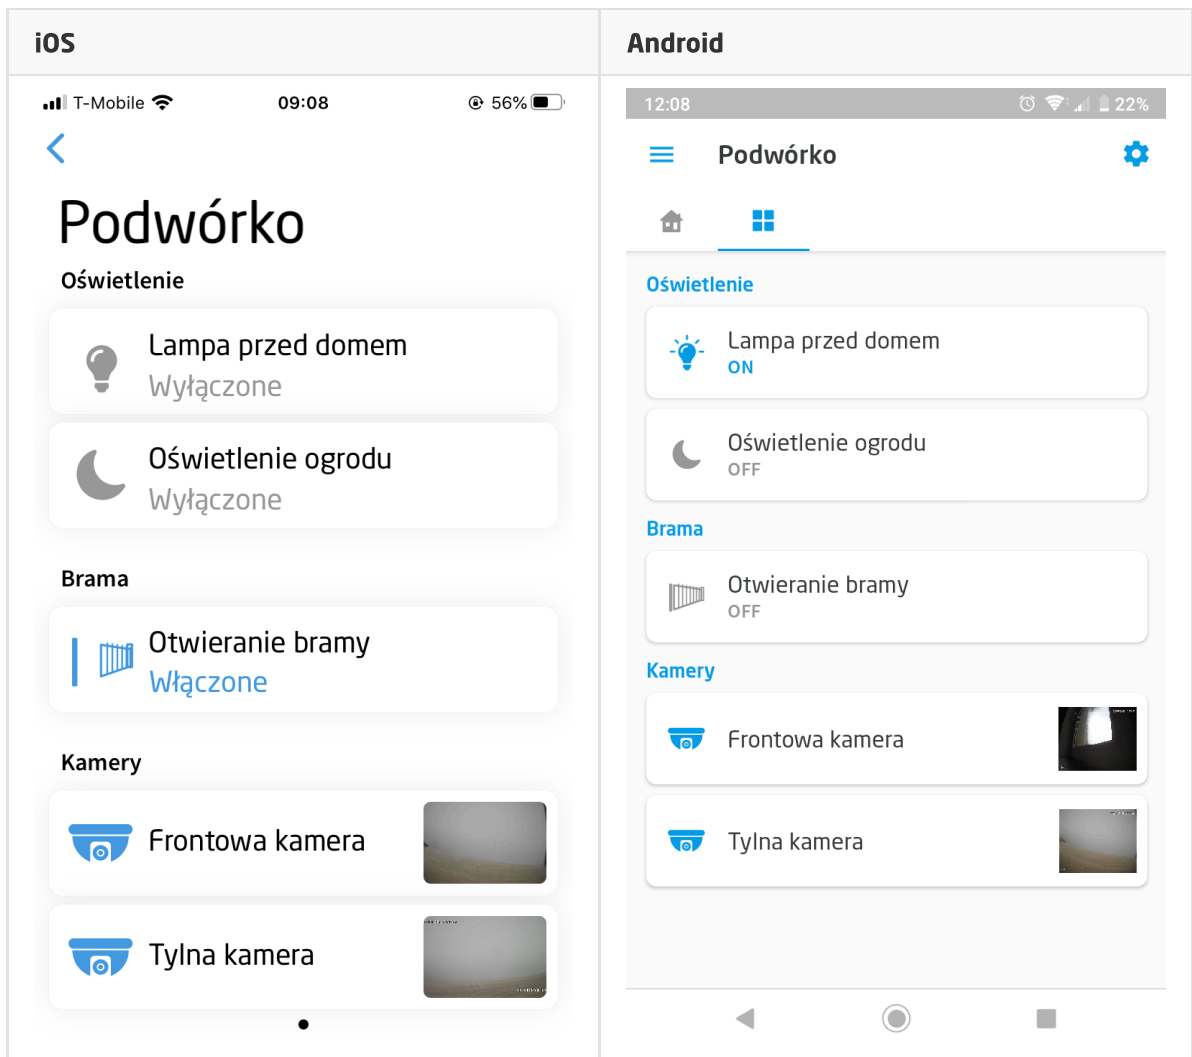 iOS
T-Mobile 09:08 56%
Podwórko
Oświetlenie
Lampa przed domem
Wyłączone
Oświetlenie ogrodu
Wyłączone
Brama
Otwieranie bramy
Włączone
Kamery
Frontowa kamera
Tylna kamera
Android
12:08 22%
Podwórko
Oświetlenie
Lampa przed domem
ON
Oświetlenie ogrodu
OFF
Brama
Otwieranie bramy
OFF
Kamery
Frontowa kamera
Tylna kamera